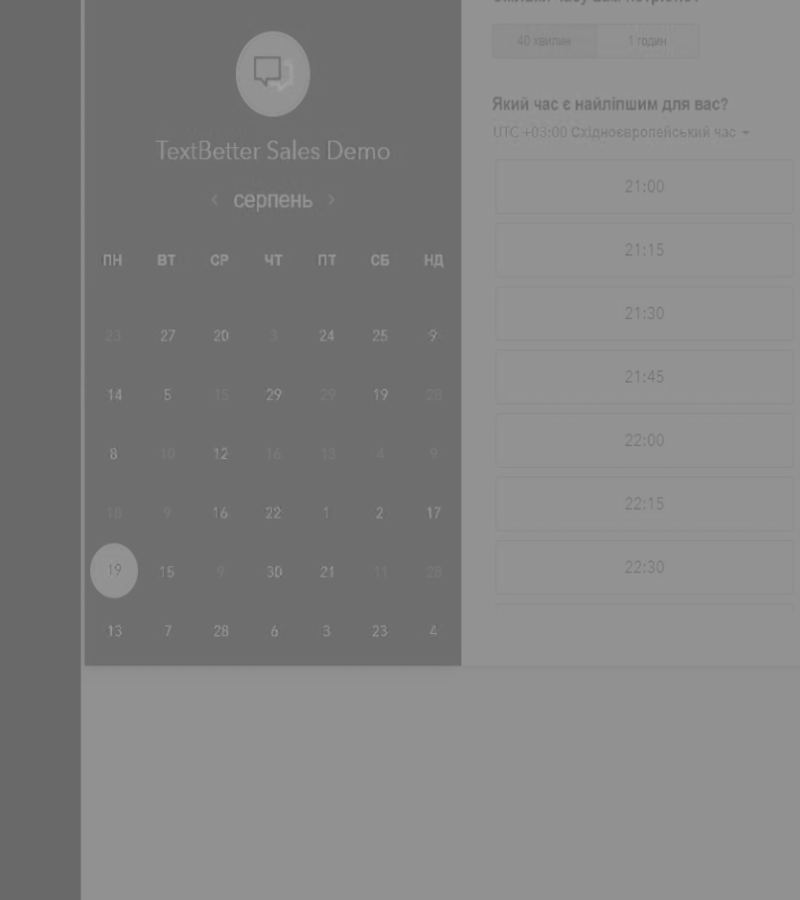 TextBetter Sales Demo
< серпень >
ПН ВТ СР ЧТ ПТ СБ НД
23 27 20 3 24 25 9
14 5 15 29 29 19 28
8 10 12 16 13 4 9
18 9 16 22 1 2 17
19 15 9 30 21 11 28
13 7 28 6 3 23 4
40 хвилин 1 годин
Який час є найліпшим для вас?
UTC +03:00 Східноєвропейський час
21:00
21:15
21:30
21:45
22:00
22:15
22:30